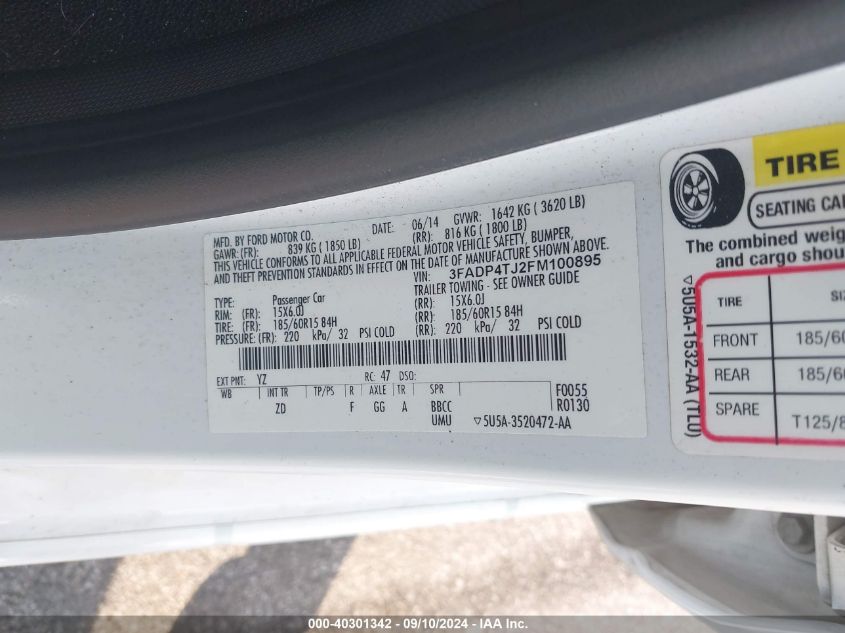 MFD. BY FORD MOTOR CO.
DATE: 06/14 GVWR: 1642 KG ( 3620 LB)
GAWR: (FR): 839 KG ( 1850 LB) (RR): 816 KG ( 1800 LB)
THIS VEHICLE CONFORMS TO ALL APPLICABLE FEDERAL MOTOR VEHICLE SAFETY, BUMPER,
AND THEFT PREVENTION STANDARDS IN EFFECT ON THE DATE OF MANUFACTURE SHOWN ABOVE.
VIN: 3FADP4TJ2FM100895
TYPE: Passenger Car TRAILER TOWING - SEE OWNER GUIDE
RIM: (FR): 15X6.0J (RR): 15X6.0J
TIRE: (FR): 185/60R15 84H (RR): 185/60R15 84H
PRESSURE: (FR): 220 kPa/ 32 PSI COLD (RR): 220 kPa/ 32 PSI COLD
EXT PNT: YZ RC: 47 DSO:
WB INT TR TP/PS R AXLE TR SPR F0055
ZD F GG A BBCC R0130
UMU ▽5U5A-3520472-AA
TIRE
SEATING CA
The combined weig
and cargo shou
▽5U5A-1532-AA (TLU)
TIRE SIZ
FRONT 185/60
REAR 185/60
SPARE T125/8
000-40301342 - 09/10/2024 - IAA Inc.